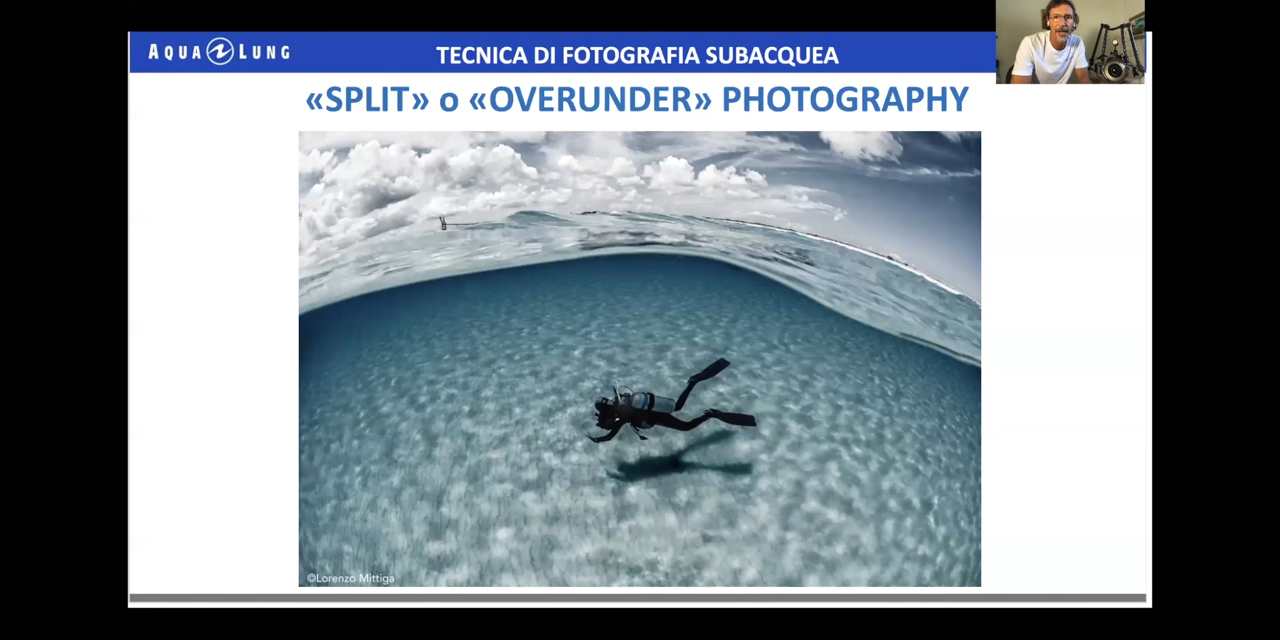 AQUA LUNG
TECNICA DI FOTOGRAFIA SUBACQUEA
«SPLIT» o «OVERUNDER» PHOTOGRAPHY
©Lorenzo Mittiga